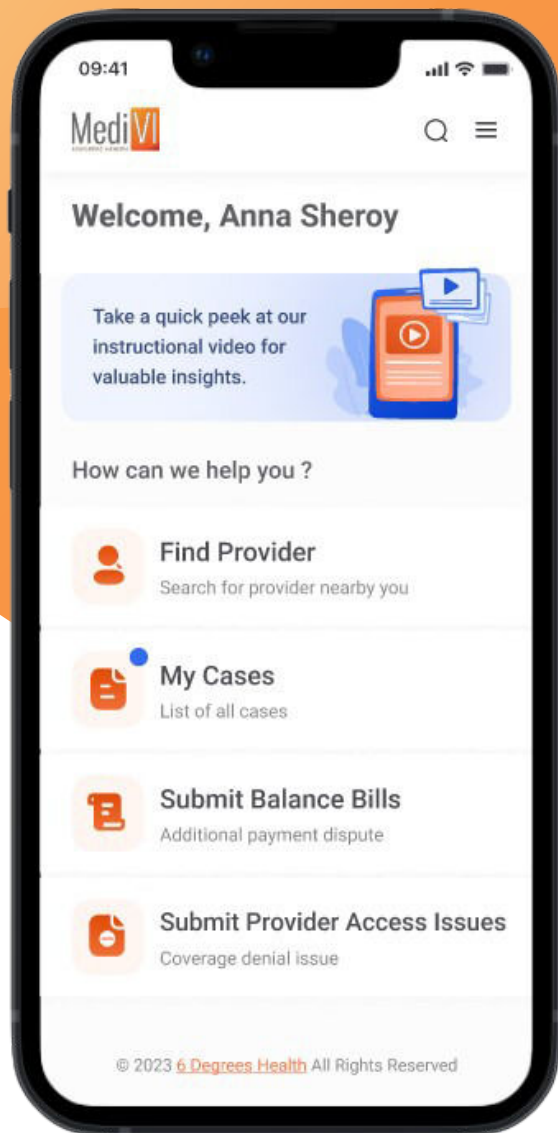 09:41
MediVI
Welcome, Anna Sheroy
Take a quick peek at our
instructional video for
valuable insights.
How can we help you ?
Find Provider
Search for provider nearby you
My Cases
List of all cases
Submit Balance Bills
Additional payment dispute
Submit Provider Access Issues
Coverage denial issue
© 2023 6 Degrees Health All Rights Reserved